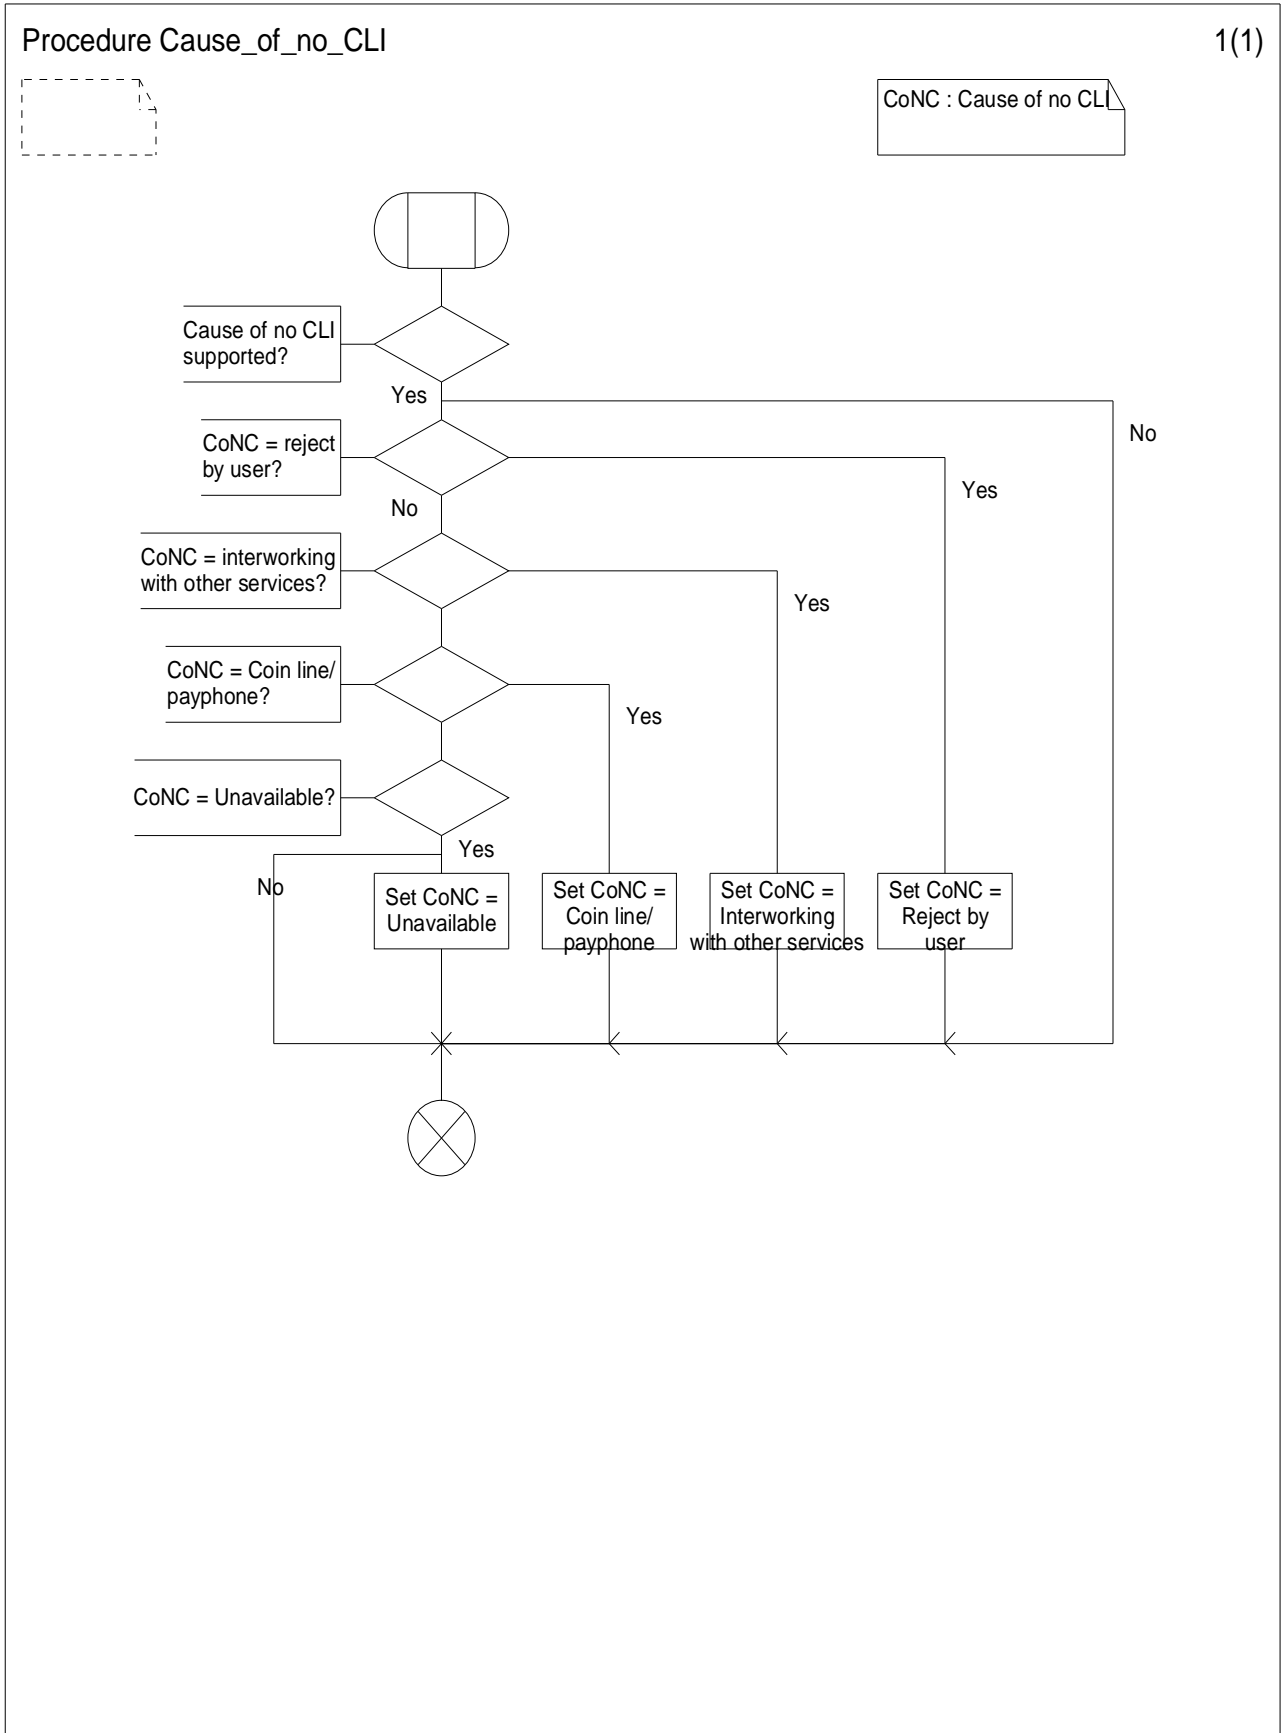 Procedure Cause_of_no_CLI
1(1)
CoNC : Cause of no CLI
Cause of no CLI
supported?
Yes
No
CoNC = reject
by user?
Yes
No
CoNC = interworking
with other services?
Yes
CoNC = Coin line/
payphone?
Yes
CoNC = Unavailable?
Yes
No
Set CoNC =
Unavailable
Set CoNC =
Coin line/
payphone
Set CoNC =
Interworking
with other services
Set CoNC =
Reject by
user